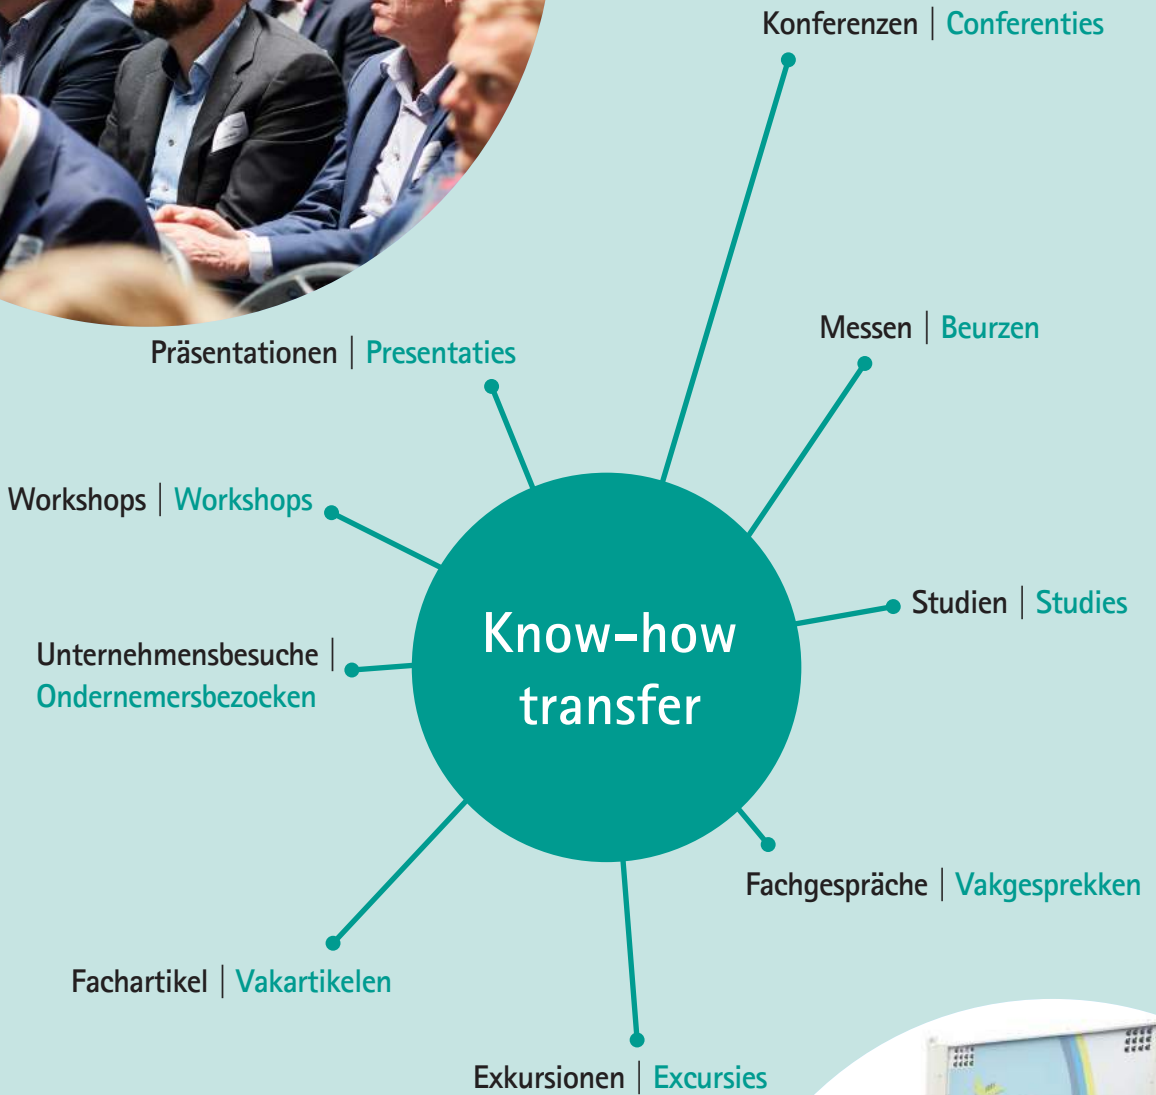 Konferenzen | Conferenties
Messen | Beurzen
Präsentationen | Presentaties
Workshops | Workshops
Studien | Studies
Know-how
transfer
Unternehmensbesuche |
Ondernemersbezoeken
Fachgespräche | Vakgesprekken
Fachartikel | Vakartikelen
Exkursionen | Excursies